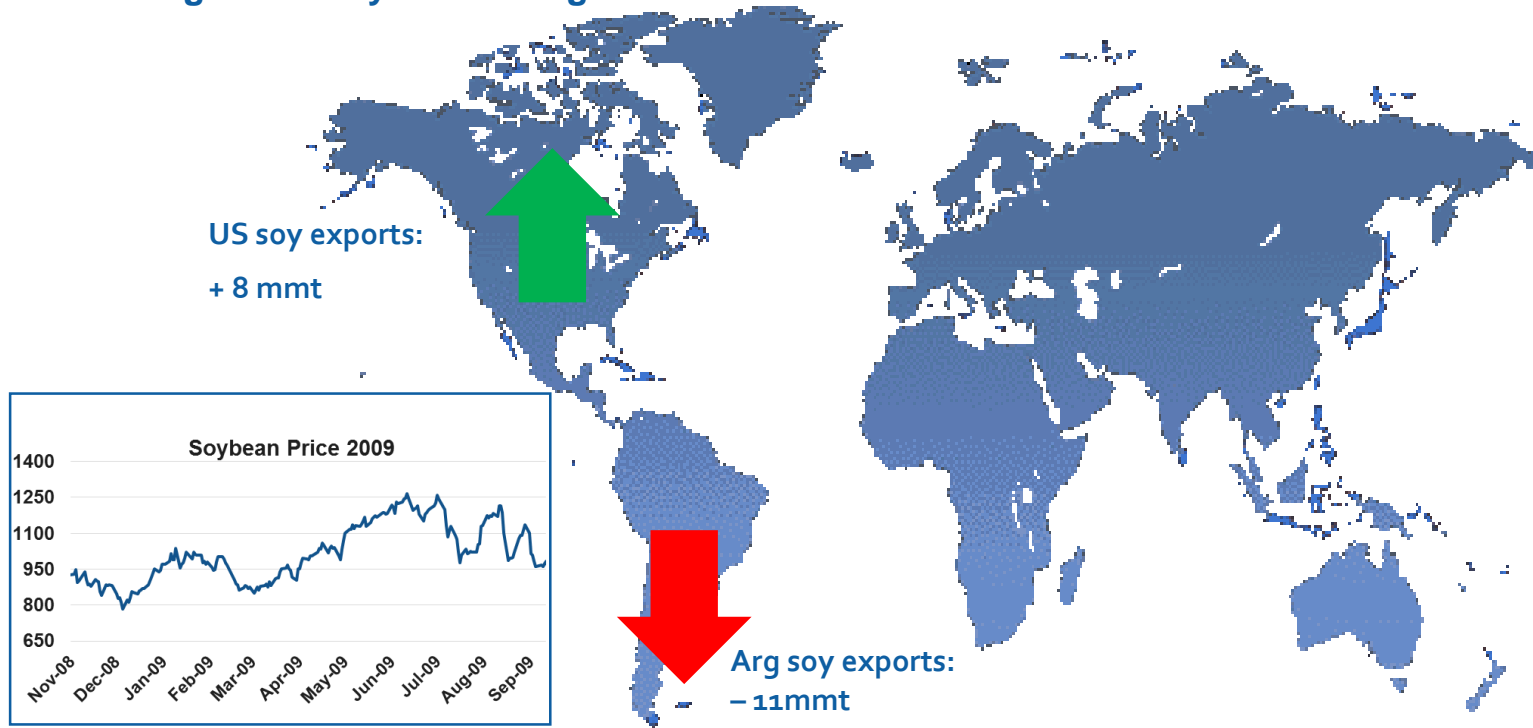 US soy exports:
+ 8 mmt
Soybean Price 2009
1400
1250
1100
950
800
650
Nov-08
Dec-08
Jan-09
Feb-09
Mar-09
Apr-09
May-09
Jun-09
Jul-09
Aug-09
Sep-09
Arg soy exports:
– 11mmt